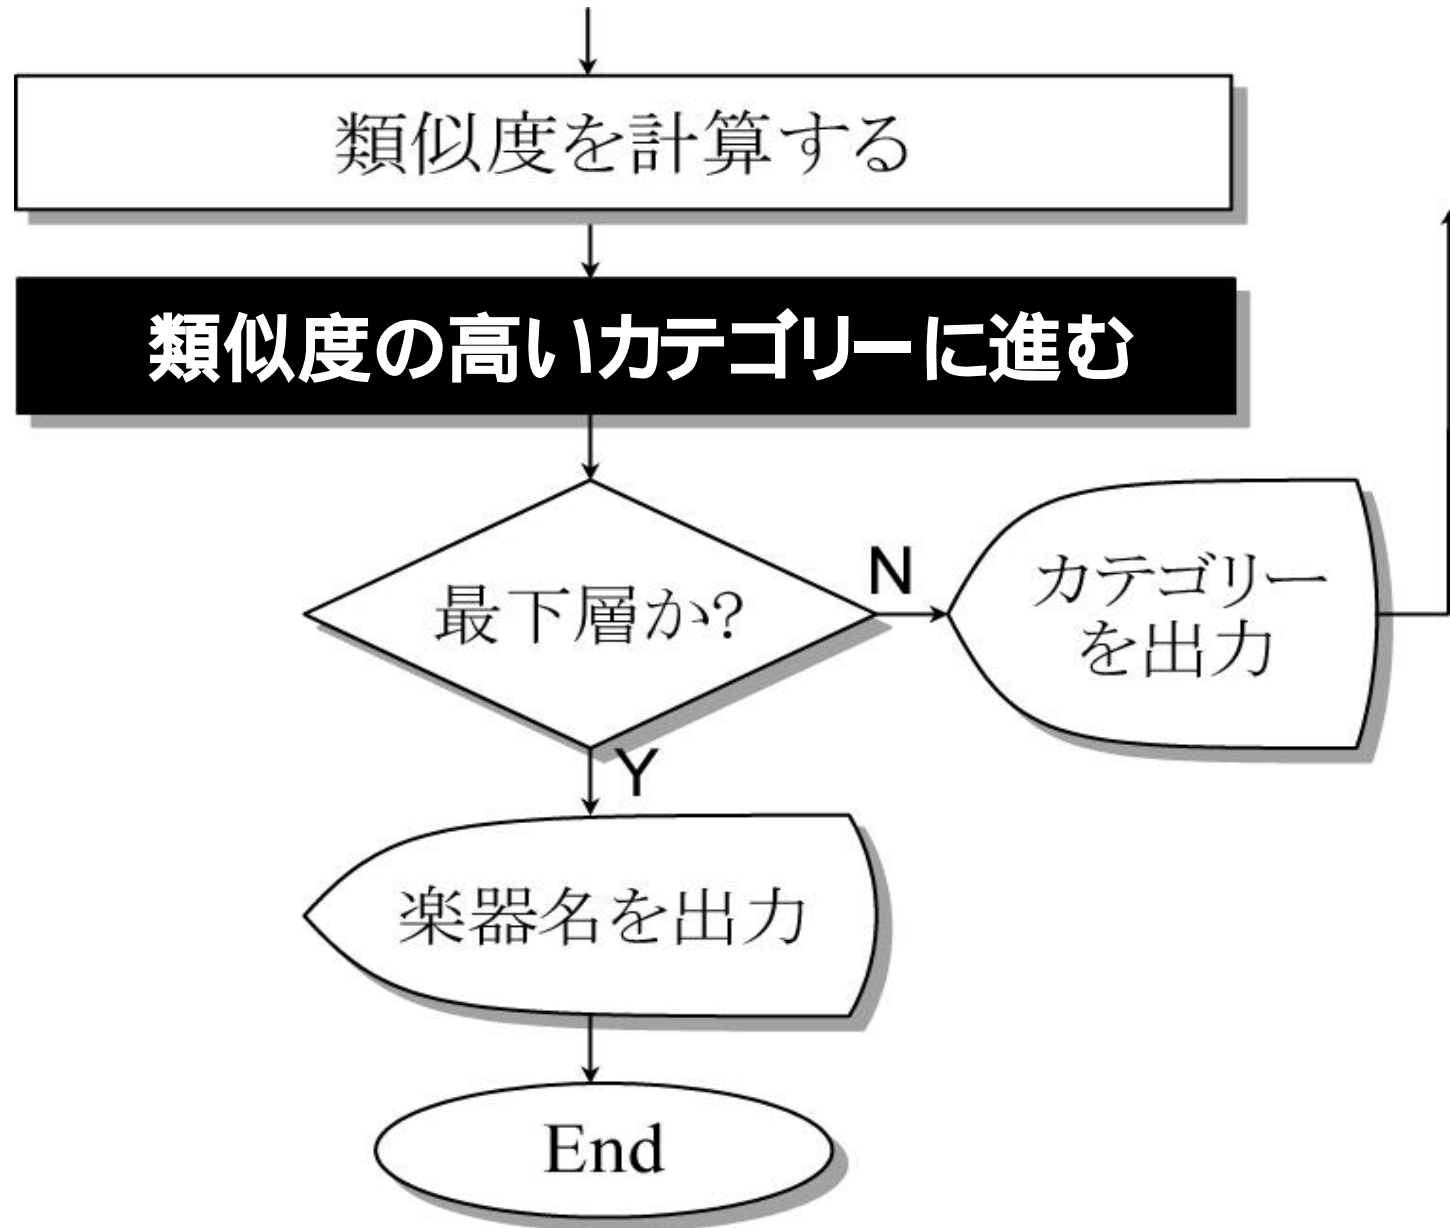 類似度を計算する
類似度の高いカテゴリーに進む
最下層か?
N
カテゴリー
を出力
Y
楽器名を出力
End